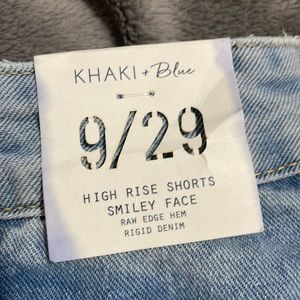 KHAKI + Blue
9/29
HIGH RISE SHORTS
SMILEY FACE
RAW EDGE HEM
RIGID DENIM